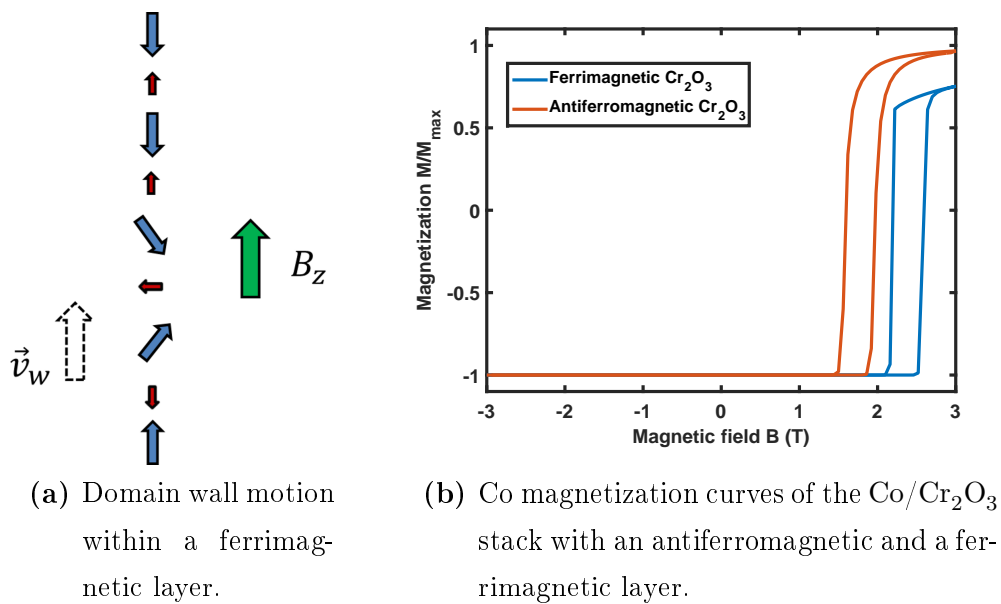 B_z
v⃗_w
Magnetization M/M_max
1
0.5
0
-0.5
-1
Ferrimagnetic Cr₂O₃
Antiferromagnetic Cr₂O₃
-3 -2 -1 0 1 2 3
Magnetic field B (T)
(a) Domain wall motion
within a ferrimag-
netic layer.
(b) Co magnetization curves of the Co/Cr₂O₃
stack with an antiferromagnetic and a fer-
rimagnetic layer.